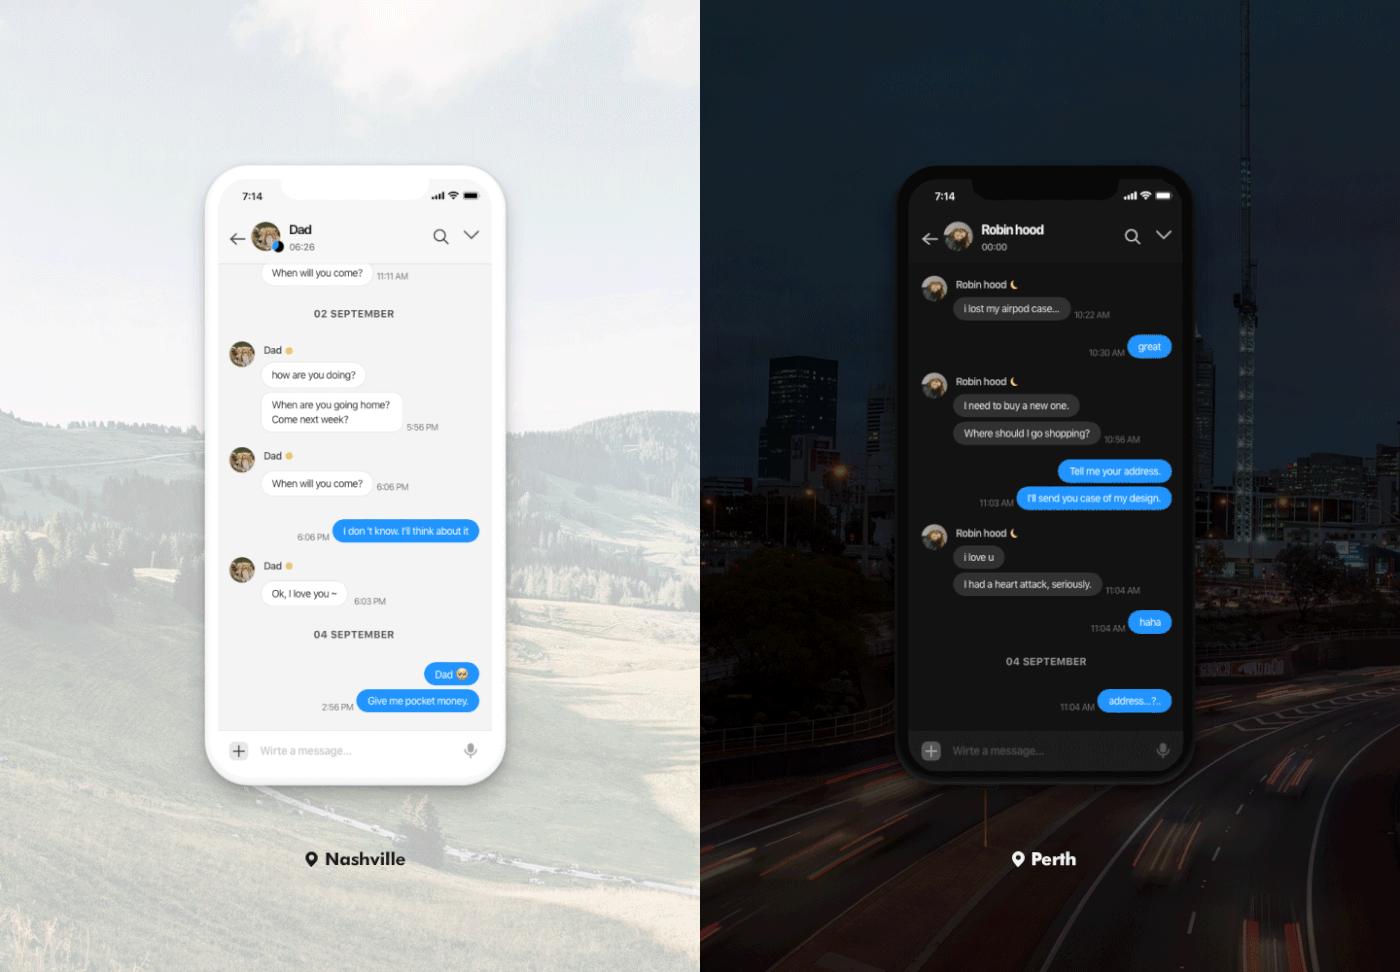 7:14
Dad
06:26
When will you come?
11:11 AM
02 SEPTEMBER
Dad
how are you doing?
When are you going home?
Come next week?
5:56 PM
Dad
When will you come?
6:06 PM
I don 't know. I'll think about it
6:06 PM
Dad
Ok, I love you ~
6:03 PM
04 SEPTEMBER
Dad 🥺
Give me pocket money.
2:56 PM
Wirte a message...
Nashville
7:14
Robin hood
00:00
Robin hood
i lost my airpod case...
10:22 AM
great
10:30 AM
Robin hood
I need to buy a new one.
Where should I go shopping?
10:56 AM
Tell me your address.
I'll send you case of my design.
11:03 AM
Robin hood
i love u
I had a heart attack, seriously.
11:04 AM
haha
11:04 AM
04 SEPTEMBER
address...?..
11:04 AM
Wirte a message...
Perth